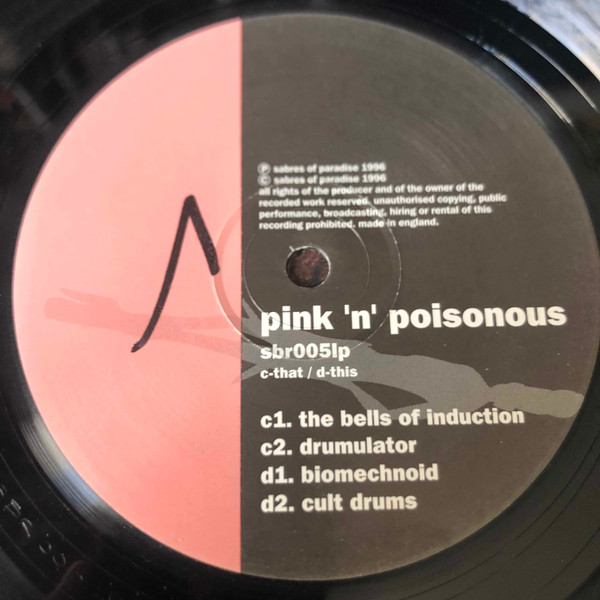 Ⓟ sabres of paradise 1996
Ⓒ sabres of paradise 1996
all rights of the producer and of the owner of the
recorded work reserved. unauthorised copying, public
performance, broadcasting, hiring or rental of this
recording prohibited. made in england.
pink 'n' poisonous
sbr005lp
c-that / d-this
c1. the bells of induction
c2. drumulator
d1. biomechnoid
d2. cult drums